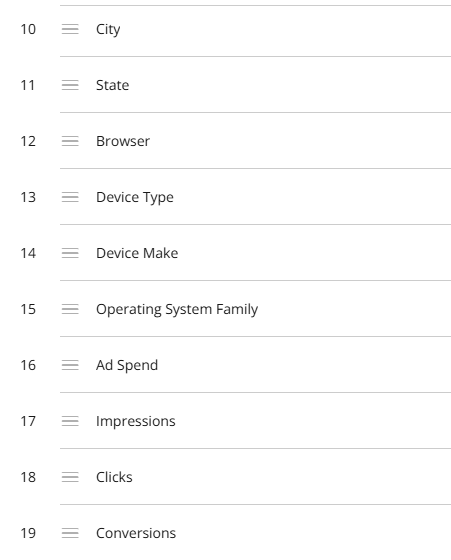 10 City
11 State
12 Browser
13 Device Type
14 Device Make
15 Operating System Family
16 Ad Spend
17 Impressions
18 Clicks
19 Conversions